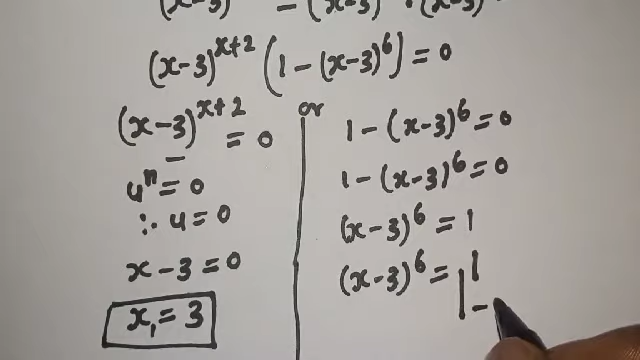 (x-3)^{x+2} (1-(x-3)^6) = 0
(x-3)^{x+2} = 0
u^n = 0
∴ u = 0
x-3 = 0
x₁ = 3
or
1-(x-3)^6 = 0
1-(x-3)^6 = 0
(x-3)^6 = 1
(x-3)^6 =